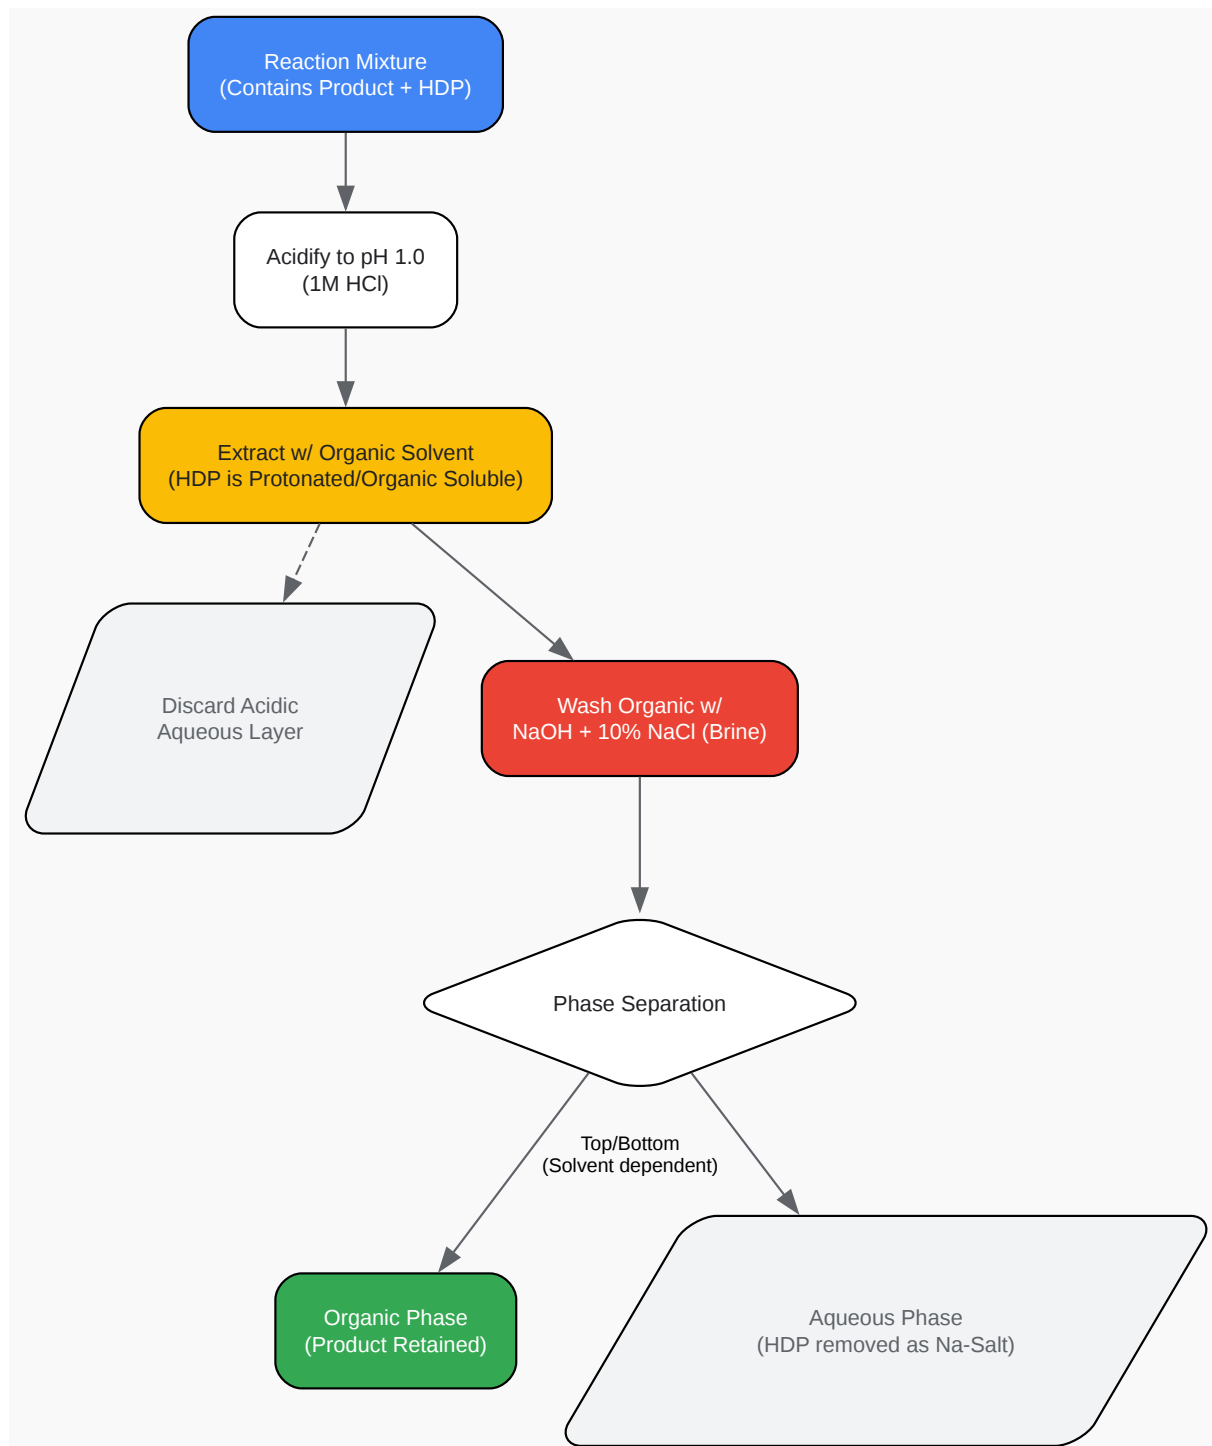 Reaction Mixture
(Contains Product + HDP)
Acidify to pH 1.0
(1M HCl)
Extract w/ Organic Solvent
(HDP is Protonated/Organic Soluble)
Discard Acidic
Aqueous Layer
Wash Organic w/
NaOH + 10% NaCl (Brine)
Phase Separation
Top/Bottom
(Solvent dependent)
Organic Phase
(Product Retained)
Aqueous Phase
(HDP removed as Na-Salt)